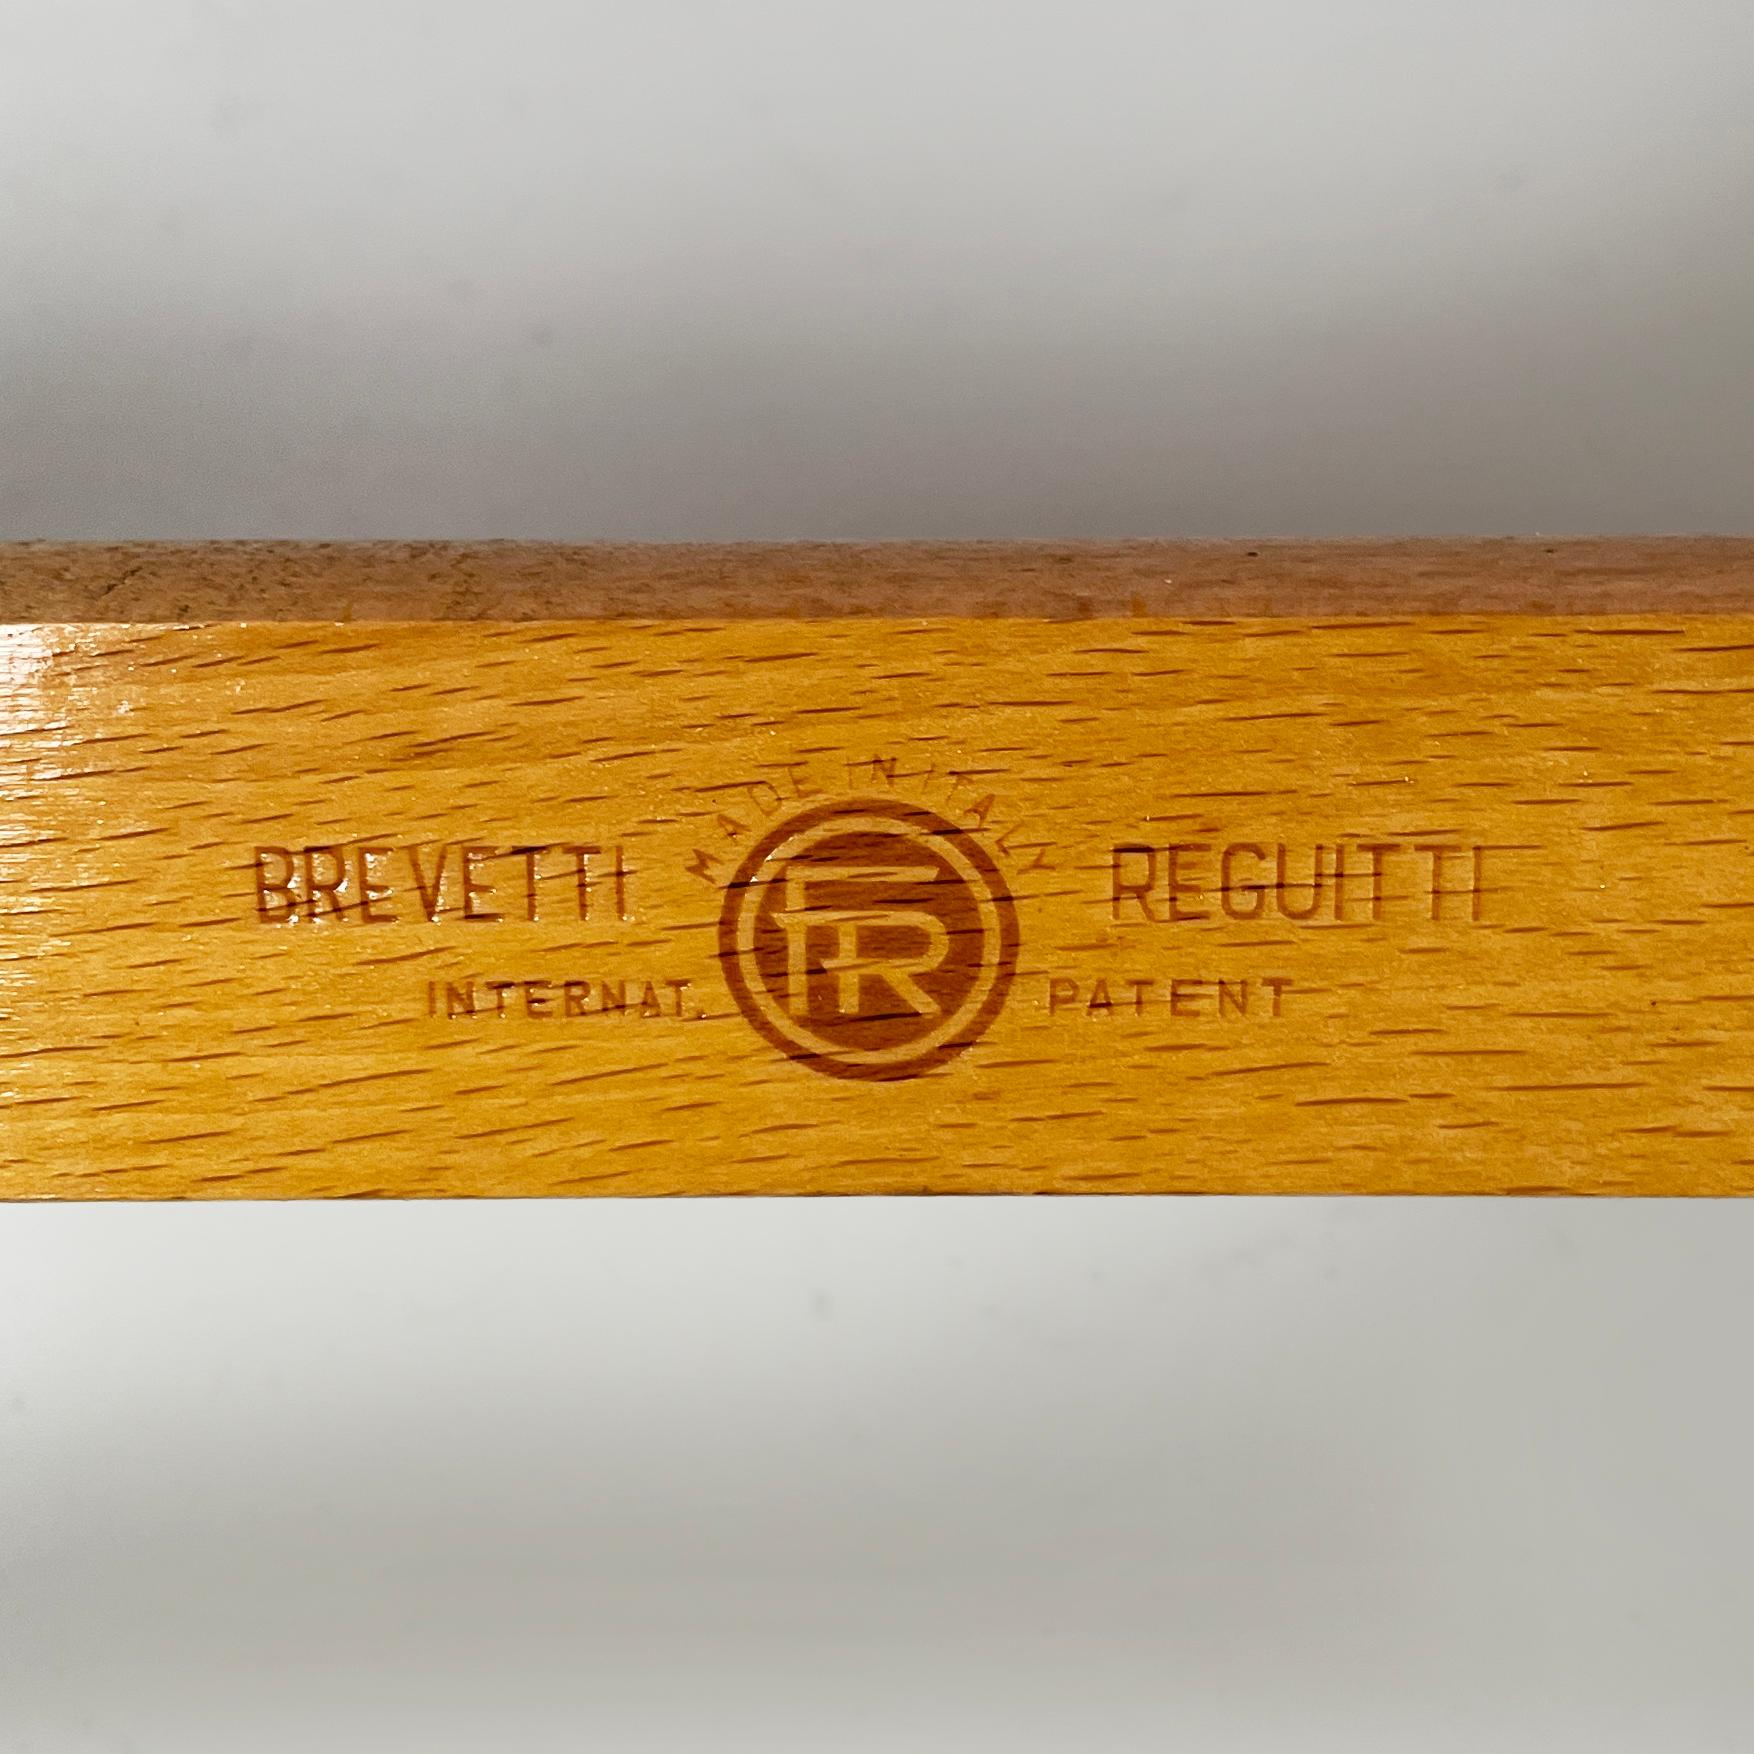 MADE IN ITALY
BREVETTI FR REGUITTI
INTERNAT. PATENT